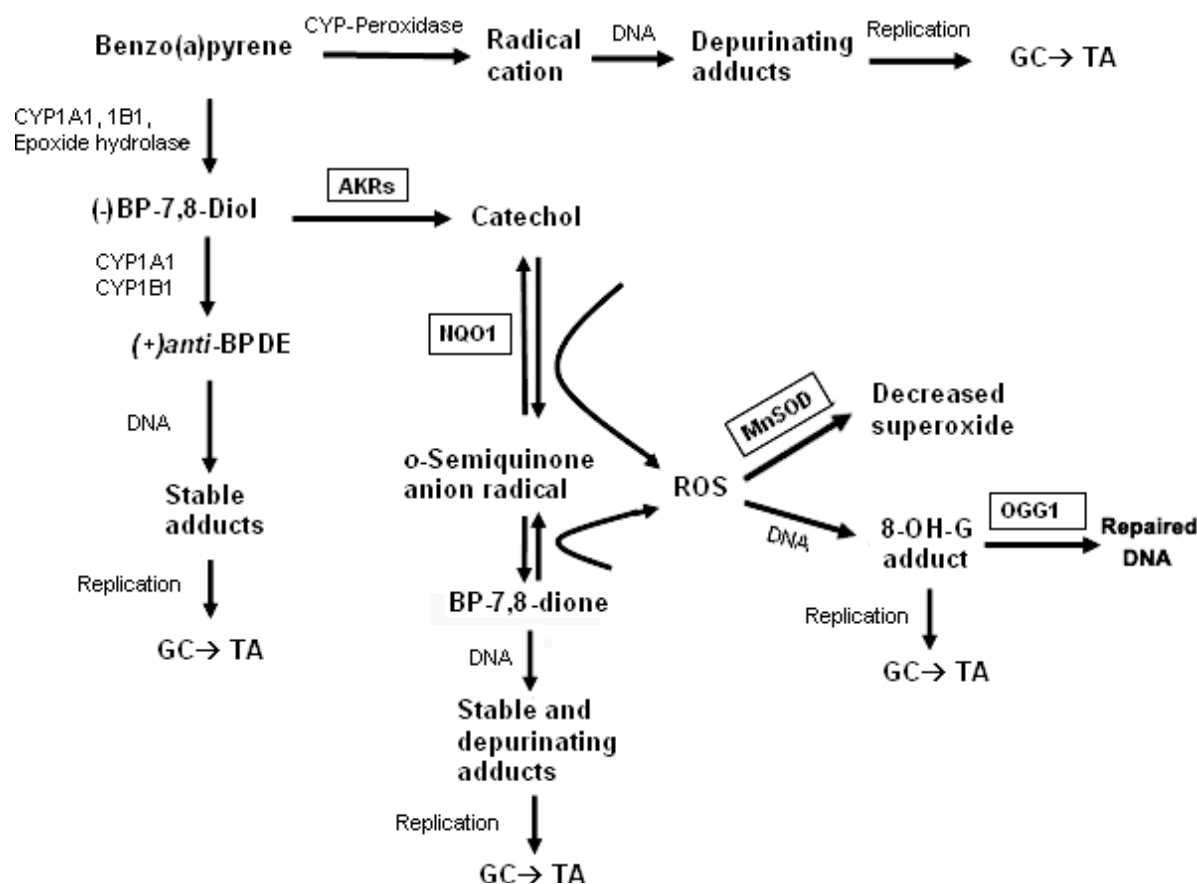 Benzo(a)pyrene
CYP-Peroxidase
Radical
cation
DNA
Depurinating
adducts
Replication
GC→ TA
CYP1A1, 1B1,
Epoxide hydrolase
(-)BP-7,8-Diol
AKRs
Catechol
CYP1A1
CYP1B1
(+)anti-BPDE
NQO1
DNA
Stable
adducts
Replication
GC→ TA
o-Semiquinone
anion radical
ROS
MnSOD
Decreased
superoxide
DNA
8-OH-G
adduct
OGG1
Repaired
DNA
Replication
GC→ TA
BP-7,8-dione
DNA
Stable and
depurinating
adducts
Replication
GC→ TA